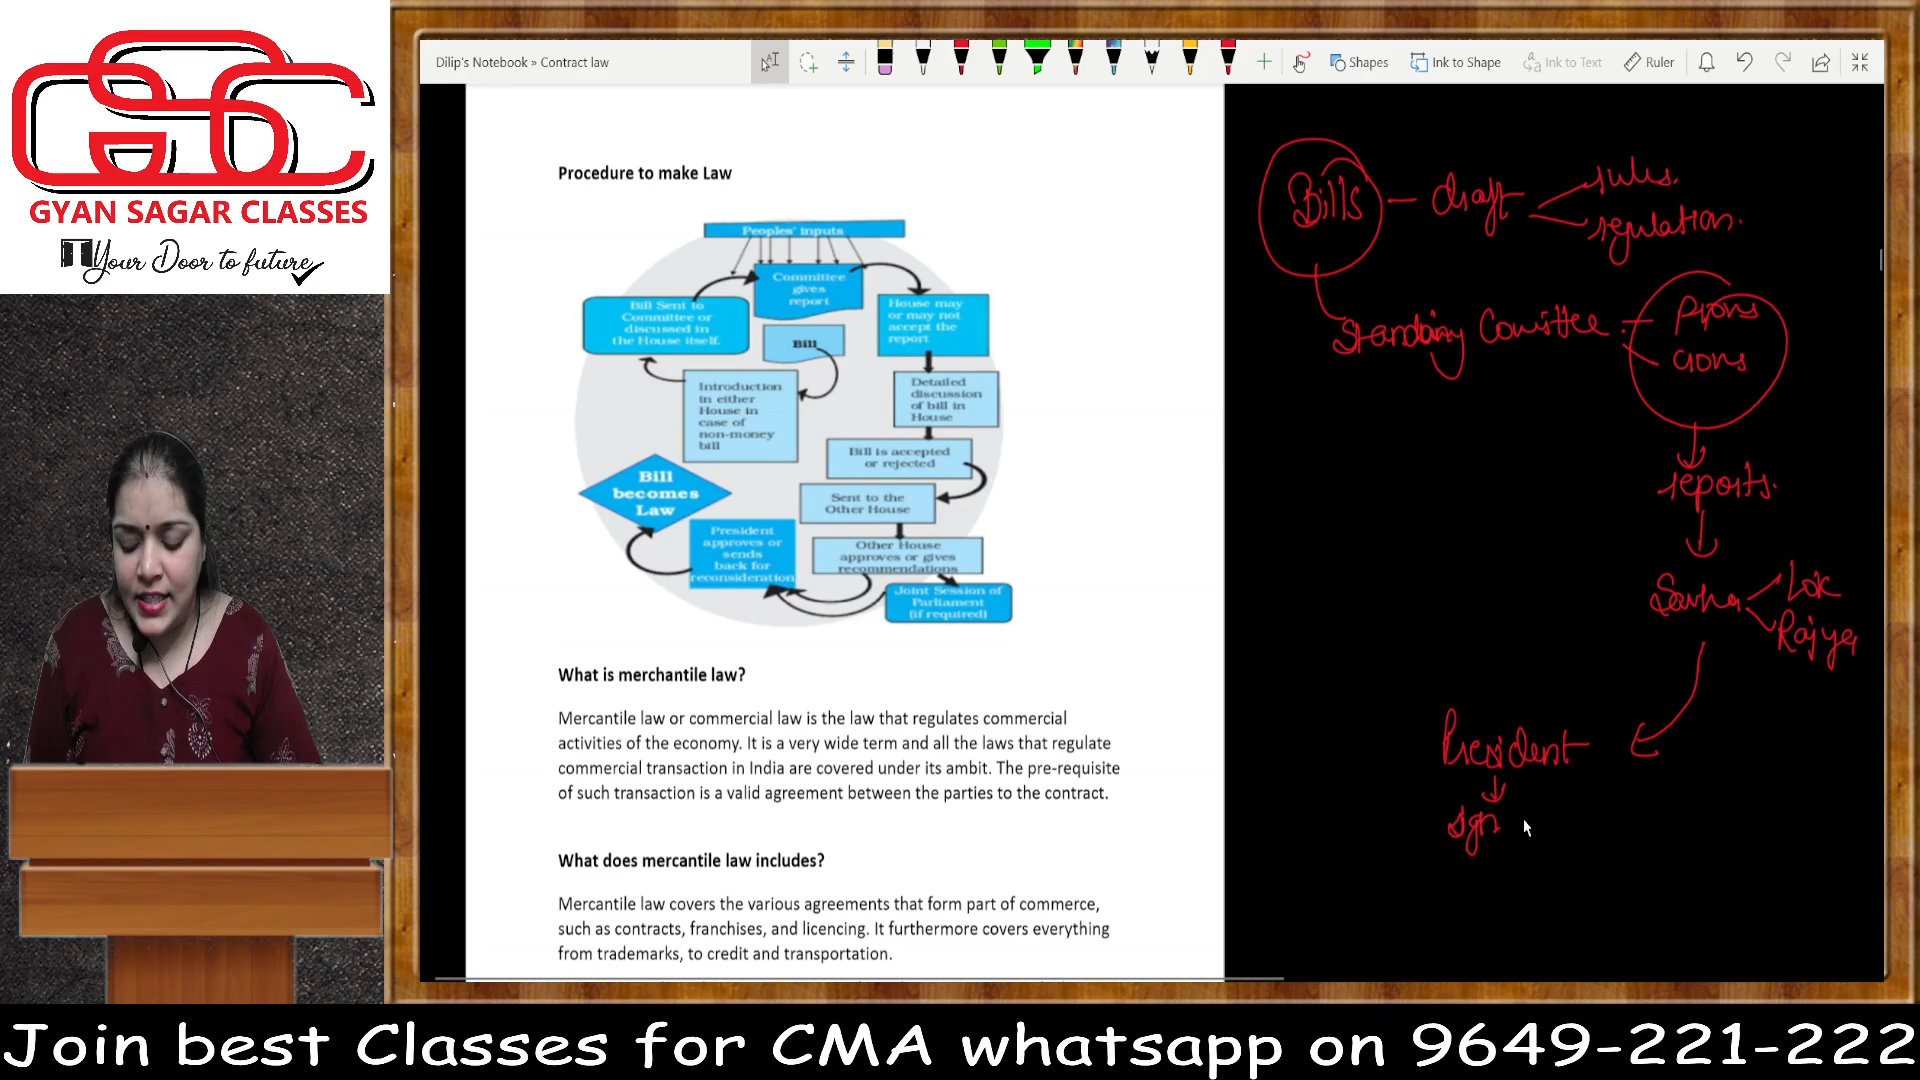 GSC
GYAN SAGAR CLASSES
Your Door to future
Dilip's Notebook » Contract law
Shapes
Ink to Shape
Ink to Text
Ruler
Procedure to make Law
Peoples' inputs
Committee
gives
report
Bill Sent to
Committee or
discussed in
the House itself.
House may
or may not
accept the
report
Bill
Introduction
in either
House in
case of
non-money
bill
Detailed
discussion
of bill in
House
Bill is accepted
or rejected
Bill
becomes
Law
Sent to the
Other House
President
approves or
sends
back for
reconsideration
Other House
approves or gives
recommendations
Joint Session of
Parliament
(if required)
What is merchantile law?
Mercantile law or commercial law is the law that regulates commercial
activities of the economy. It is a very wide term and all the laws that regulate
commercial transaction in India are covered under its ambit. The pre-requisite
of such transaction is a valid agreement between the parties to the contract.
What does mercantile law includes?
Mercantile law covers the various agreements that form part of commerce,
such as contracts, franchises, and licencing. It furthermore covers everything
from trademarks, to credit and transportation.
Bills — draft
rules.
regulation.
Standing Comittee
cons
reports.
Lok
Rajya
President
sgn
Join best Classes for CMA whatsapp on 9649-221-222